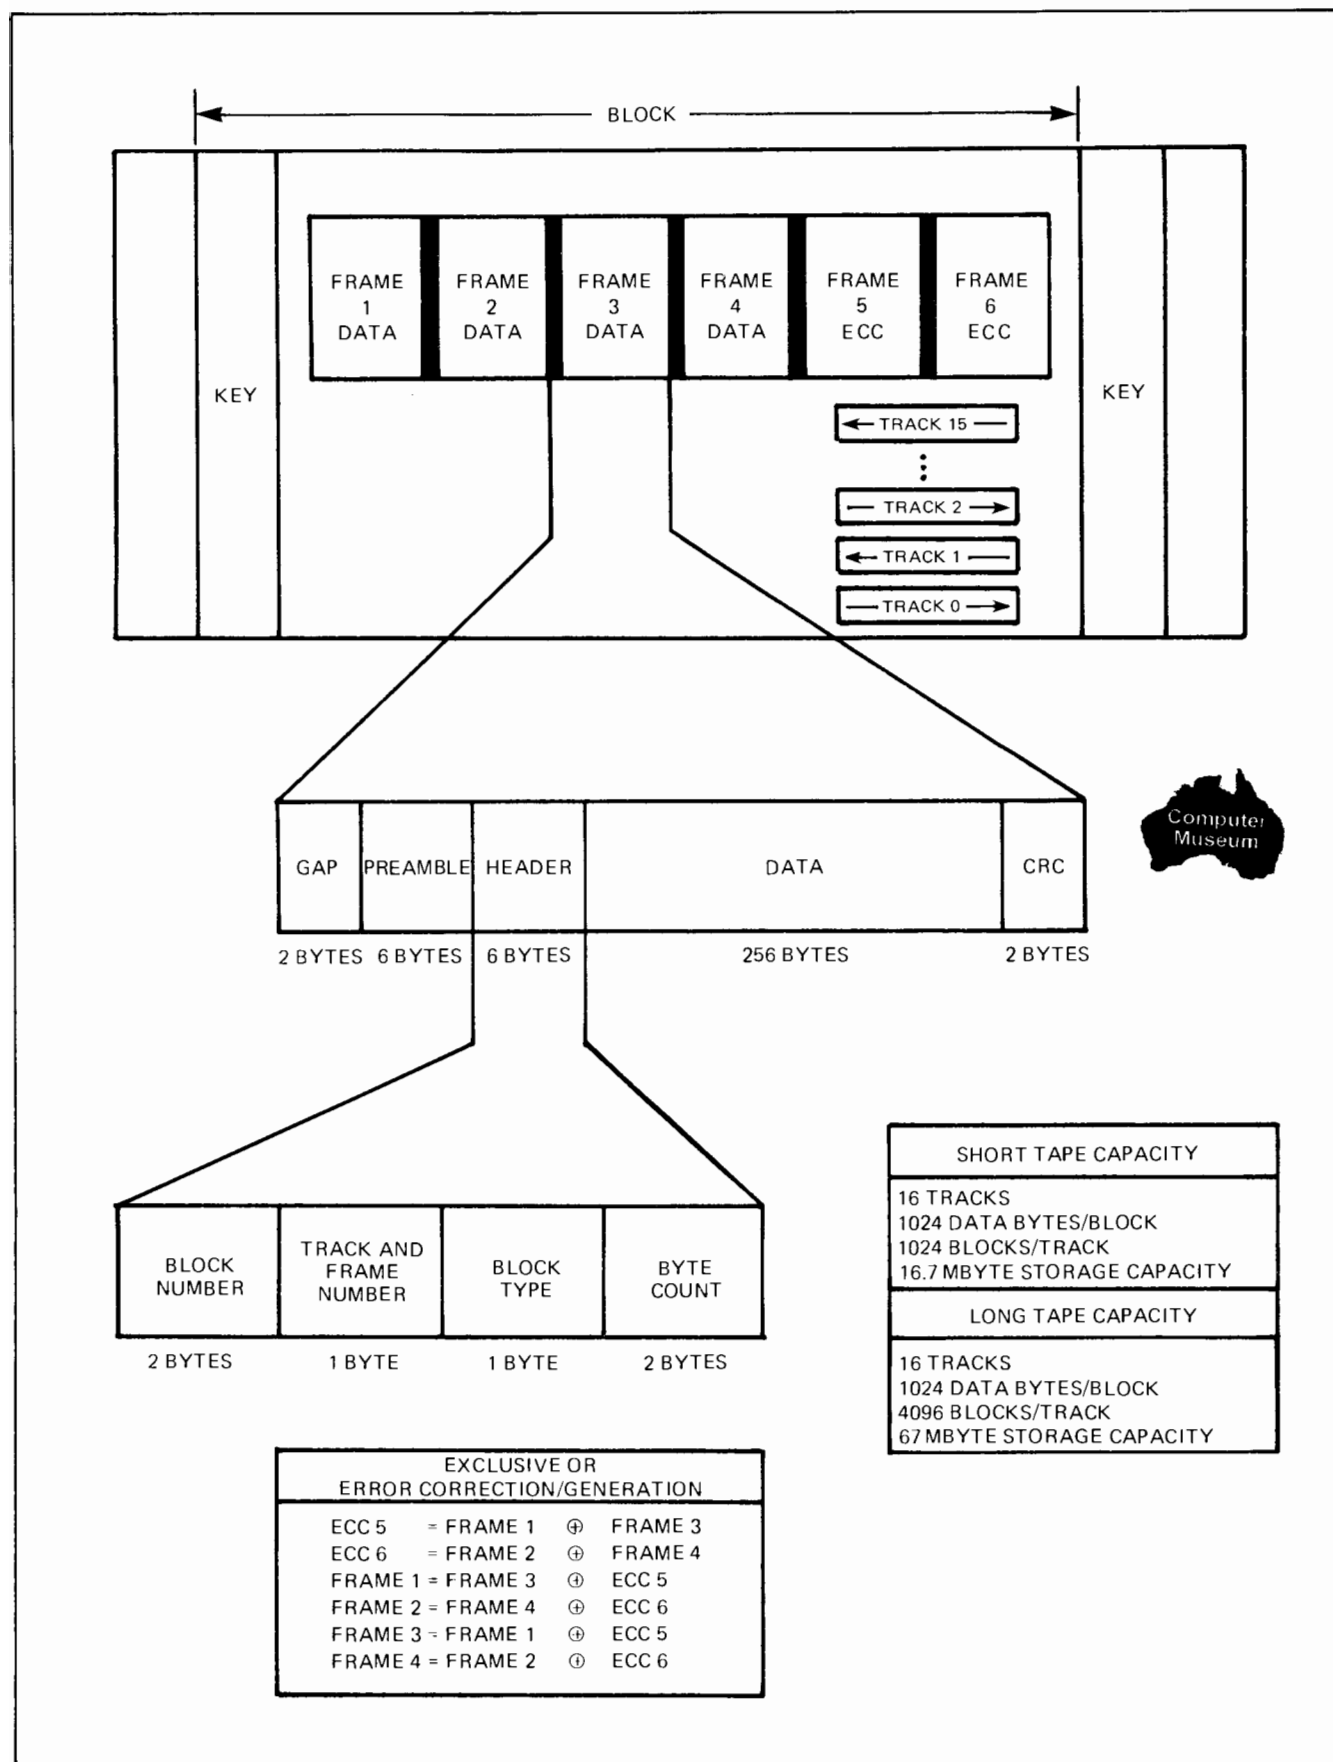 BLOCK
FRAME
1
DATA
FRAME
2
DATA
FRAME
3
DATA
FRAME
4
DATA
FRAME
5
ECC
FRAME
6
ECC
KEY
KEY
TRACK 15
TRACK 2
TRACK 1
TRACK 0
Computer
Museum
GAP
PREAMBLE
HEADER
DATA
CRC
2 BYTES
6 BYTES
6 BYTES
256 BYTES
2 BYTES
BLOCK
NUMBER
TRACK AND
FRAME
NUMBER
BLOCK
TYPE
BYTE
COUNT
2 BYTES
1 BYTE
1 BYTE
2 BYTES
SHORT TAPE CAPACITY
16 TRACKS
1024 DATA BYTES/BLOCK
1024 BLOCKS/TRACK
16.7 MBYTE STORAGE CAPACITY
LONG TAPE CAPACITY
16 TRACKS
1024 DATA BYTES/BLOCK
4096 BLOCKS/TRACK
67 MBYTE STORAGE CAPACITY
EXCLUSIVE OR
ERROR CORRECTION/GENERATION
ECC 5 = FRAME 1 ⊕ FRAME 3
ECC 6 = FRAME 2 ⊕ FRAME 4
FRAME 1 = FRAME 3 ⊕ ECC 5
FRAME 2 = FRAME 4 ⊕ ECC 6
FRAME 3 = FRAME 1 ⊕ ECC 5
FRAME 4 = FRAME 2 ⊕ ECC 6